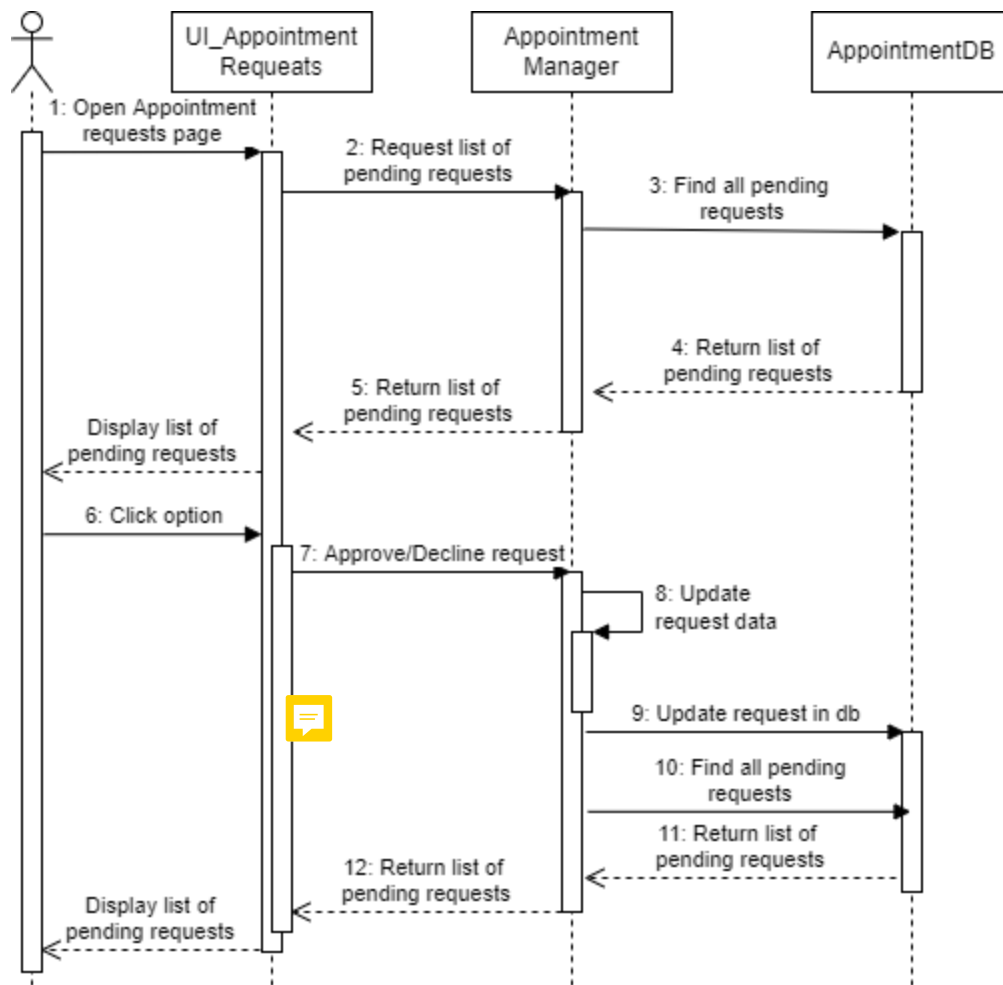 UI_Appointment
Requeats
Appointment
Manager
AppointmentDB
1: Open Appointment
requests page
2: Request list of
pending requests
3: Find all pending
requests
4: Return list of
pending requests
5: Return list of
pending requests
Display list of
pending requests
6: Click option
7: Approve/Decline request
8: Update
request data
9: Update request in db
10: Find all pending
requests
11: Return list of
pending requests
12: Return list of
pending requests
Display list of
pending requests